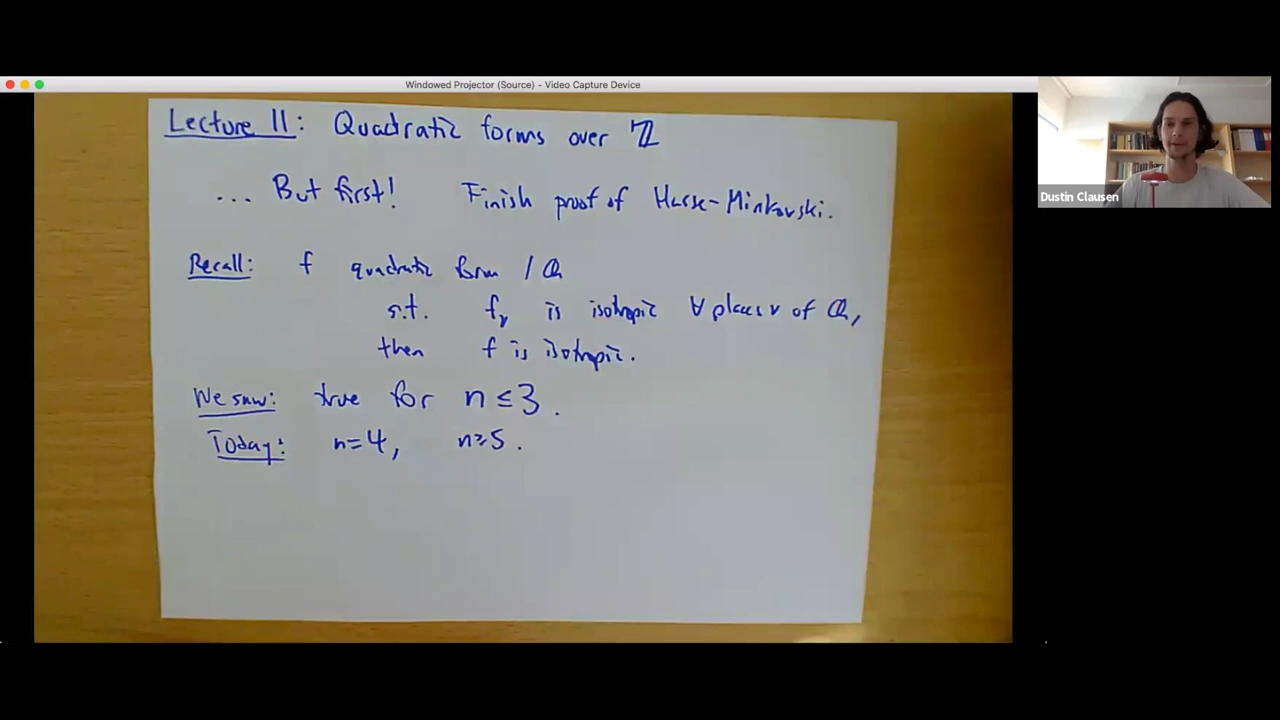 Windowed Projector (Source) - Video Capture Device
Lecture 11: Quadratic forms over ℤ
... But first! Finish proof of Hasse-Minkowski.
Recall: f quadratic form / ℚ
s.t. f_v is isotropic ∀ places v of ℚ,
then f is isotropic.
We saw: true for n ≤ 3.
Today: n=4, n≥5.
Dustin Clausen